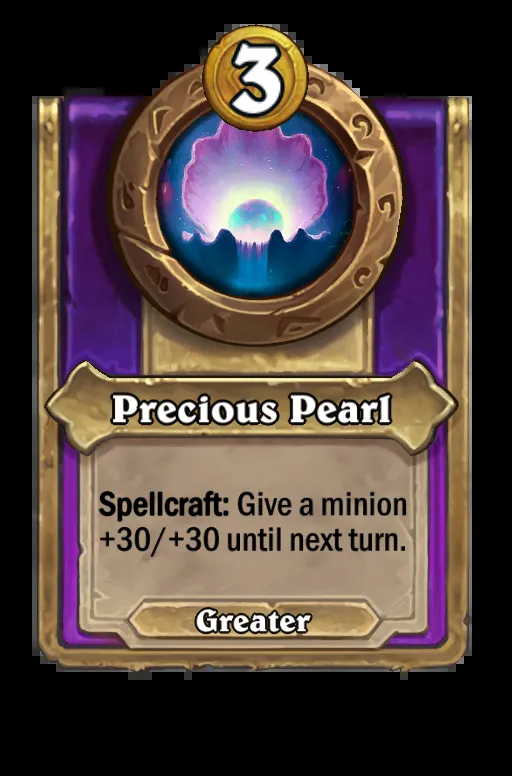 3
Precious Pearl
Spellcraft: Give a minion
+30/+30 until next turn.
Greater